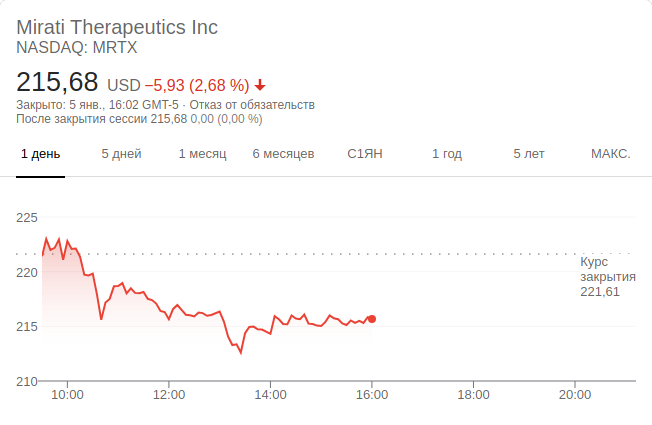 Mirati Therapeutics Inc
NASDAQ: MRTX
215,68 USD −5,93 (2,68 %)
Закрыто: 5 янв., 16:02 GMT-5 · Отказ от обязательств
После закрытия сессии 215,68 0,00 (0,00 %)
1 день 5 дней 1 месяц 6 месяцев С1ЯН 1 год 5 лет МАКС.
225
Курс
закрытия
221,61
220
215
210
10:00 12:00 14:00 16:00 18:00 20:00